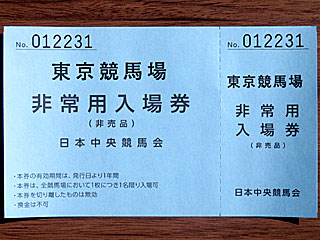 No. 012231
東京競馬場
非常用入場券
(非売品)
日本中央競馬会
・本券の有効期間は、発行日より1年間
・本券は、全競馬場において1枚につき1名限り入場可
・本券を切り離したものは無効
・換金は不可
No. 012231
東京競馬場
非常用
入場券
(非売品)
日本中央競馬会